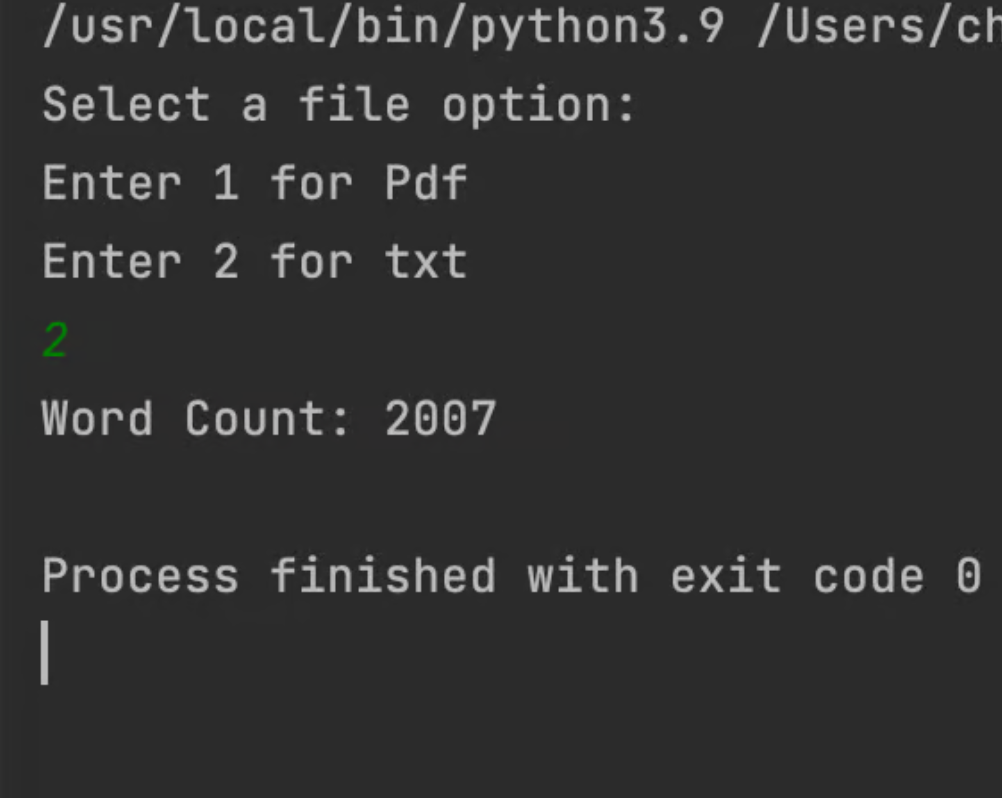 /usr/local/bin/python3.9 /Users/ch
Select a file option:
Enter 1 for Pdf
Enter 2 for txt
2
Word Count: 2007
Process finished with exit code 0